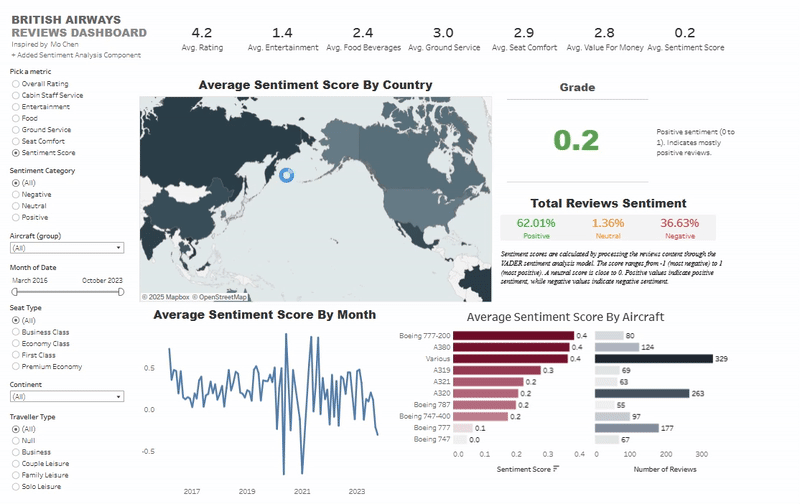 BRITISH AIRWAYS
REVIEWS DASHBOARD
Inspired by Mo Chen
+ Added Sentiment Analysis Component
4.2 1.4 2.4 3.0 2.9 2.8 0.2
Avg. Rating Avg. Entertainment Avg. Food Beverages Avg. Ground Service Avg. Seat Comfort Avg. Value For Money Avg. Sentiment Score
Pick a metric
Overall Rating
Cabin Staff Service
Entertainment
Food
Ground Service
Seat Comfort
Sentiment Score
Sentiment Category
(All)
Negative
Neutral
Positive
Aircraft (group)
(All)
Month of Date
March 2016 October 2023
Seat Type
(All)
Business Class
Economy Class
First Class
Premium Economy
Continent
(All)
Traveller Type
(All)
Null
Business
Couple Leisure
Family Leisure
Solo Leisure
Average Sentiment Score By Country
© 2025 Mapbox © OpenStreetMap
Grade
0.2
Positive sentiment (0 to
1). Indicates mostly
positive reviews.
Total Reviews Sentiment
62.01% 1.36% 36.63%
Positive Neutral Negative
Sentiment scores are calculated by processing the reviews content through the
VADER sentiment analysis model. The score ranges from -1 (most negative) to 1
(most positive). A neutral score is close to 0. Positive values indicate positive
sentiment, while negative values indicate negative sentiment.
Average Sentiment Score By Month
0.5
0.0
-0.5
2017 2019 2021 2023
Average Sentiment Score By Aircraft
Boeing 777-200 0.4 80
A380 0.4 124
Various 0.4 329
A319 0.3 69
A321 0.2 63
A320 0.2 263
Boeing 787 0.2 55
Boeing 747-400 0.2 97
Boeing 777 0.1 177
Boeing 747 0.0 67
0.0 0.1 0.2 0.3 0.4 0 100 200 300
Sentiment Score Number of Reviews